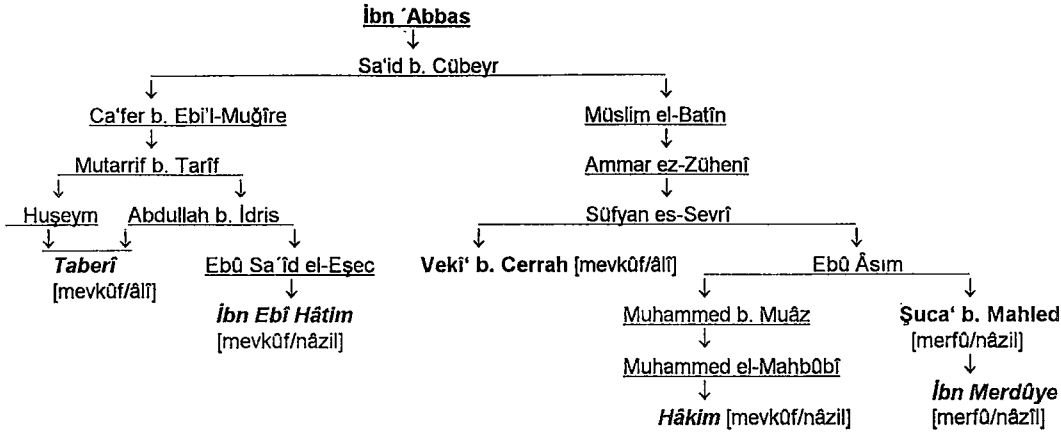 İbn ´Abbas
Sa‘id b. Cübeyr
Ca‘fer b. Ebi'l-Muğîre Müslim el-Batîn
Mutarrif b. Tarîf Ammar ez-Zühenî
Huşeym Abdullah b. İdris Süfyan es-Sevrî
Taberî Ebû Sa´îd el-Eşec Vekî‘ b. Cerrah [mevkûf/âlî] Ebû Âsım
[mevkûf/âlî] İbn Ebî Hâtim Muhammed b. Muâz Şuca‘ b. Mahled
[mevkûf/nâzil] [merfû/nâzil]
Muhammed el-Mahbûbî
İbn Merdûye
Hâkim [mevkûf/nâzil] [merfû/nâzîl]